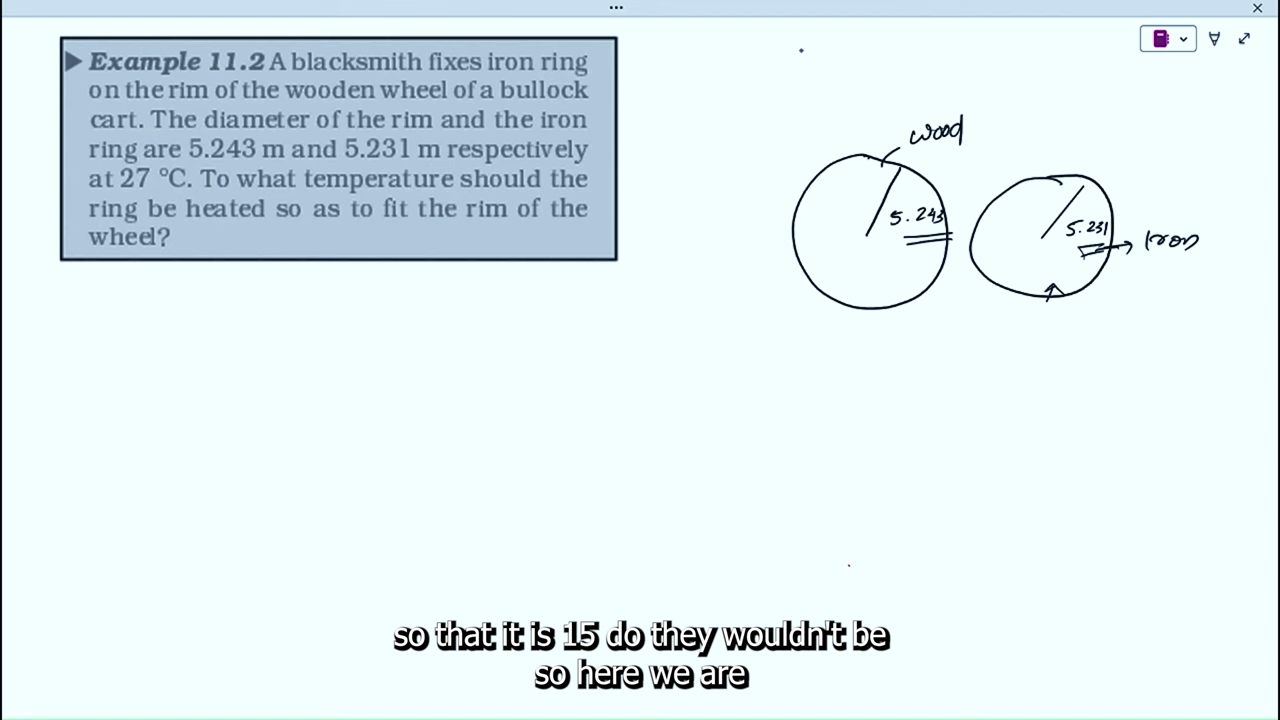 ▶ Example 11.2 A blacksmith fixes iron ring
on the rim of the wooden wheel of a bullock
cart. The diameter of the rim and the iron
ring are 5.243 m and 5.231 m respectively
at 27 °C. To what temperature should the
ring be heated so as to fit the rim of the
wheel?
wood
5.243
5.231
Iron
so that it is 15 do they wouldn't be
so here we are